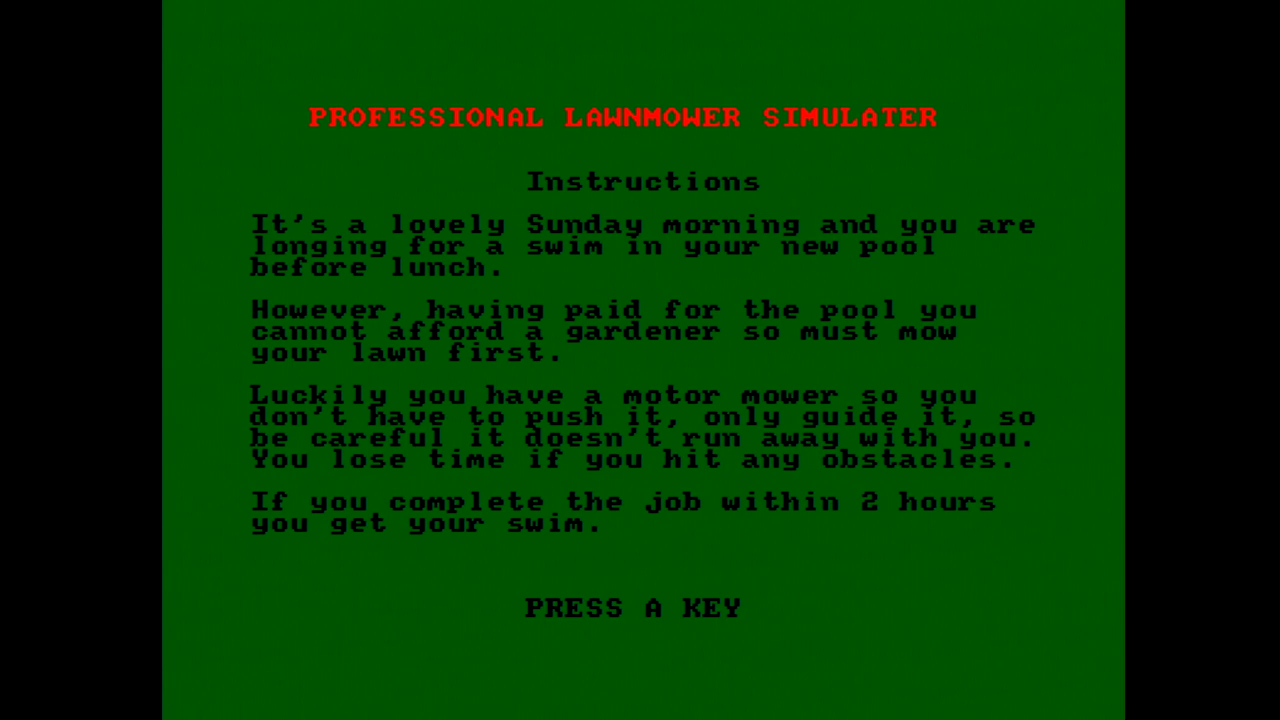 PROFESSIONAL LAWNMOWER SIMULATER
Instructions
It's a lovely Sunday morning and you are
longing for a swim in your new pool
before lunch.
However, having paid for the pool you
cannot afford a gardener so must mow
your lawn first.
Luckily you have a motor mower so you
don't have to push it, only guide it, so
be careful it doesn't run away with you.
You lose time if you hit any obstacles.
If you complete the job within 2 hours
you get your swim.
PRESS A KEY